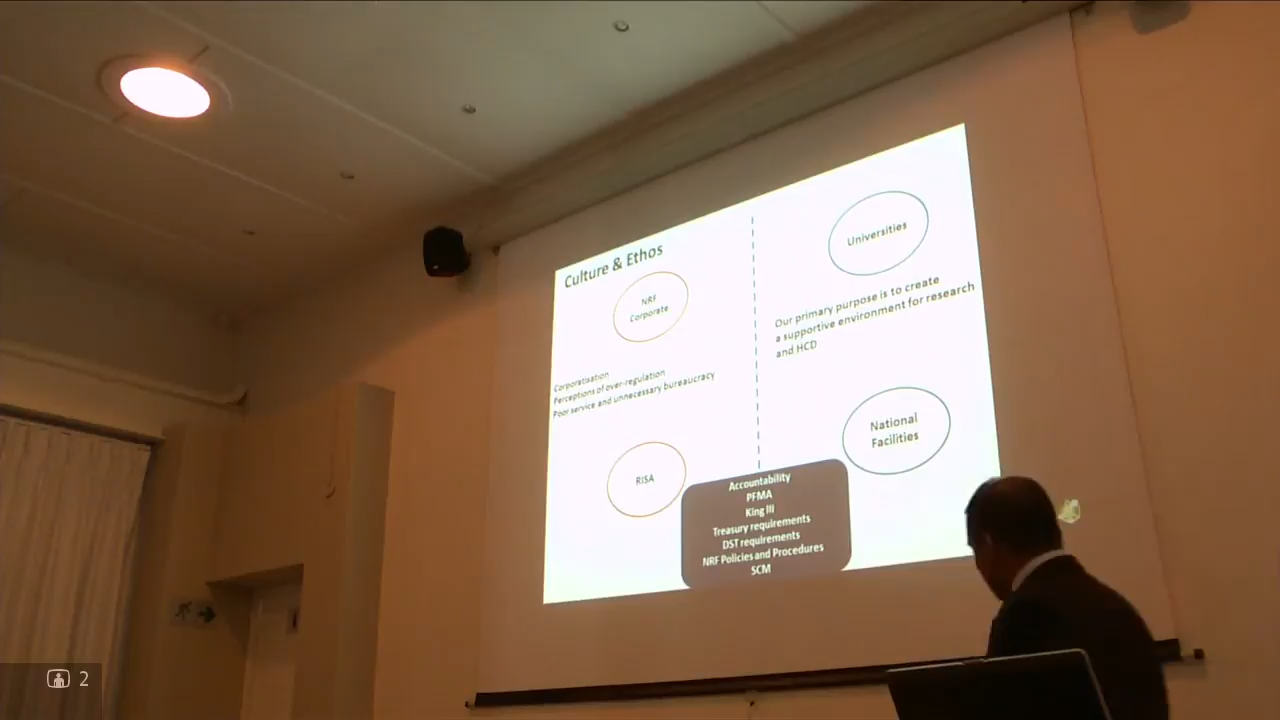 Culture & Ethos
NRF
Corporate
Corporatisation
Perceptions of over-regulation
Poor service and unnecessary bureaucracy
RISA
Universities
Our primary purpose is to create
a supportive environment for research
and HCD
National
Facilities
Accountability
PFMA
King III
Treasury requirements
DST requirements
NRF Policies and Procedures
SCM
2